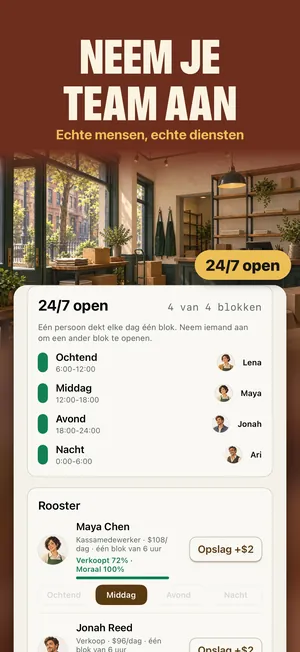 NEEM JE
TEAM AAN
Echte mensen, echte diensten
24/7 open
24/7 open 4 van 4 blokken
Eén persoon dekt elke dag één blok. Neem iemand aan
om een ander blok te openen.
Ochtend
6:00-12:00
Lena
Middag
12:00-18:00
Maya
Avond
18:00-24:00
Jonah
Nacht
0:00-6:00
Ari
Rooster
Maya Chen
Kassamedewerker · $108/
dag · één blok van 6 uur
Verkoopt 72% ·
Moraal 100%
Opslag +$2
Ochtend Middag Avond Nacht
Jonah Reed
Verkoop · $96/dag · één
blok van 6 uur
Opslag +$2